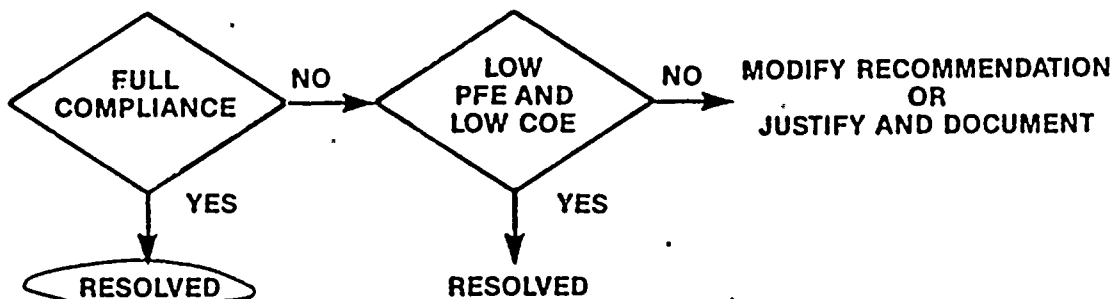 FULL
COMPLIANCE
NO
LOW
PFE AND
LOW COE
NO
MODIFY RECOMMENDATION
OR
JUSTIFY AND DOCUMENT
YES
YES
RESOLVED
RESOLVED